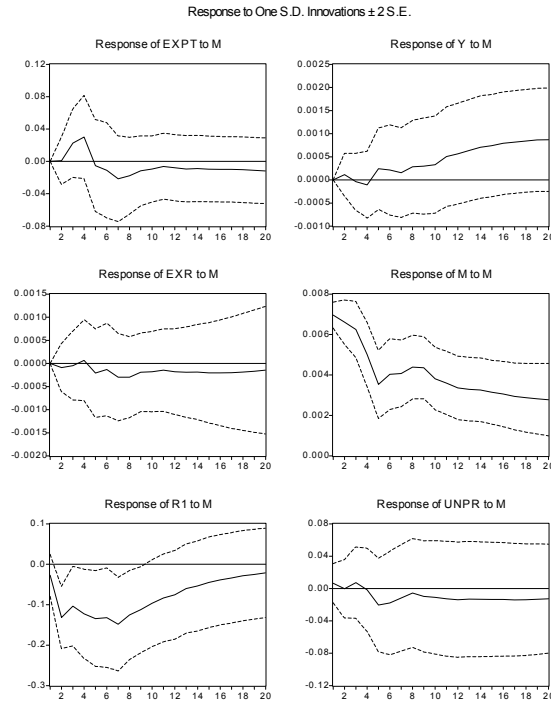 Response to One S.D. Innovations ± 2 S.E.
Response of EXPT to M
0.12
0.08
0.04
0.00
-0.04
-0.08
2 4 6 8 10 12 14 16 18 20
Response of Y to M
0.0025
0.0020
0.0015
0.0010
0.0005
0.0000
-0.0005
-0.0010
2 4 6 8 10 12 14 16 18 20
Response of EXR to M
0.0015
0.0010
0.0005
0.0000
-0.0005
-0.0010
-0.0015
-0.0020
2 4 6 8 10 12 14 16 18 20
Response of M to M
0.008
0.006
0.004
0.002
0.000
2 4 6 8 10 12 14 16 18 20
Response of R1 to M
0.1
0.0
-0.1
-0.2
-0.3
2 4 6 8 10 12 14 16 18 20
Response of UNPR to M
0.08
0.04
0.00
-0.04
-0.08
-0.12
2 4 6 8 10 12 14 16 18 20